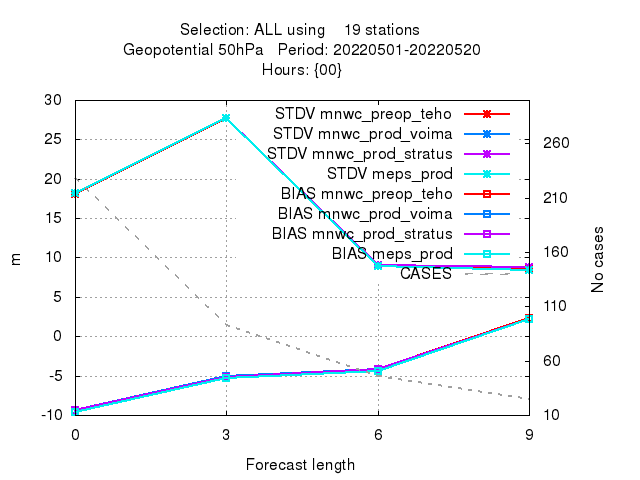 Selection: ALL using 19 stations
Geopotential 50hPa Period: 20220501-20220520
Hours: {00}
STDV mnwc_preop_teho
STDV mnwc_prod_voima
STDV mnwc_prod_stratus
STDV meps_prod
BIAS mnwc_preop_teho
BIAS mnwc_prod_voima
BIAS mnwc_prod_stratus
BIAS meps_prod
CASES
30
25
20
15
10
5
0
-5
-10
m
260
210
160
110
60
10
No cases
0 3 6 9
Forecast length